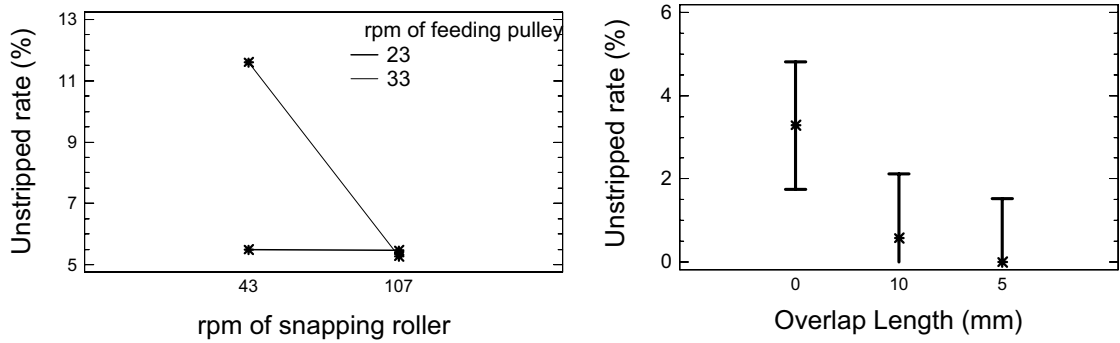 Unstripped rate (%)
13
11
9
7
5
rpm of feeding pulley
23
33
43 107
rpm of snapping roller
Unstripped rate (%)
6
4
2
0
0 10 5
Overlap Length (mm)